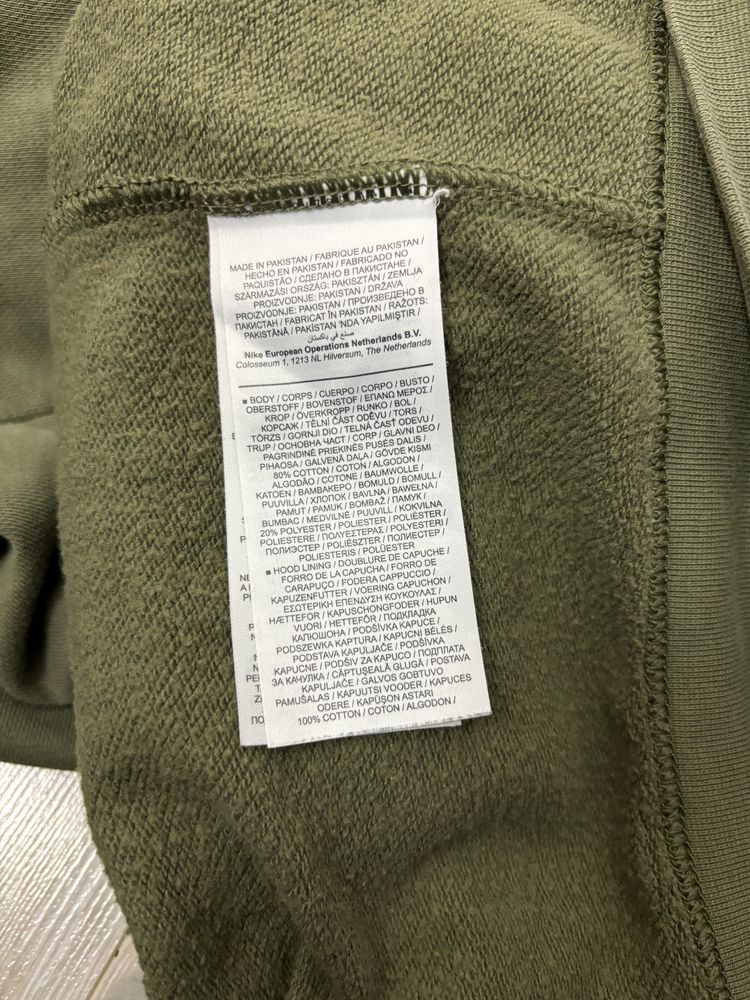 MADE IN PAKISTAN / FABRIQUE AU PAKISTAN /
HECHO EN PAKISTAN / FABRICADO NO
PAQUISTÃO / СДЕЛАНО В ПАКИСТАНЕ /
SZÁRMAZÁSI ORSZÁG: PAKISZTÁN / ZEMLJA
PROIZVODNJE: PAKISTAN / DRŽAVA
PROIZVODNJE: PAKISTAN / ПРОИЗВЕДЕНО В
ПАКИСТАН / FABRICAT ÎN PAKISTAN / RAŽOTS:
PAKISTĀNĀ / PAKİSTAN 'NDA YAPILMIŞTIR /
صنع في باكستان
Nike European Operations Netherlands B.V.
Colosseum 1, 1213 NL Hilversum, The Netherlands
■ BODY / CORPS / CUERPO / CORPO / BUSTO /
OBERSTOFF / BOVENSTOF / ΕΠΑΝΩ ΜΕΡΟΣ /
KROP / ÖVERKROPP / RUNKO / BOL /
КОРСАЖ / TĚLNÍ ČÁST ODĚVU / TORS /
TÖRZS / GORNJI DIO / TELNÁ ČASŤ ODEVU /
TRUP / ОСНОВНА ЧАСТ / CORP / GLAVNI DEO /
PAGRINDINĖ PRIEKINĖS PUSĖS DALIS /
PIHAOSA / GALVENĀ DAĻA / GÖVDE KISMI
80% COTTON / COTON / ALGODON /
ALGODÃO / COTONE / BAUMWOLLE /
KATOEN / ΒΑΜΒΑΚΕΡΟ / BOMULD / BOMULL /
PUUVILLA / ХЛОПОК / BAVLNA / BAWEŁNA /
PAMUT / PAMUK / BOMBAŽ / ПАМУК /
BUMBAC / MEDVILNĖ / PUUVILL / KOKVILNA
20% POLYESTER / POLIESTER / POLIÉSTER /
POLIESTERE / ΠΟΛΥΕΣΤΕΡΑΣ / POLYESTERI /
ПОЛИЭСТЕР / POLIÉSZTER / ПОЛИЕСТЕР /
POLIESTERIS / POLÜESTER
■ HOOD LINING / DOUBLURE DE CAPUCHE /
FORRO DE LA CAPUCHA / FORRO DE
CARAPUÇO / FODERA CAPPUCCIO /
KAPUZENFUTTER / VOERING CAPUCHON /
ΕΣΩΤΕΡΙΚΗ ΕΠΕΝΔΥΣΗ ΚΟΥΚΟΥΛΑΣ /
HÆTTEFOR / KAPUSCHONGFODER / HUPUN
VUORI / HETTEFÔR / ПОДКЛАДКА
КАПЮШОНА / PODŠÍVKA KAPUCE /
PODSZEWKA KAPTURA / KAPUCNI BÉLÉS /
PODSTAVA KAPULJAČE / PODŠÍVKA
KAPUCNE / PODŠIV ZA KAPUCO / ПОДПЛАТА
ЗА КАЧУЛКА / CĂPTUȘEALĂ GLUGĂ / POSTAVA
KAPULJAČE / GALVOS GOBTUVO
PAMUŠALAS / KAPUUTSI VOODER / KAPUCES
ODERE / KAPÜŞON ASTARI
100% COTTON / COTON / ALGODON /